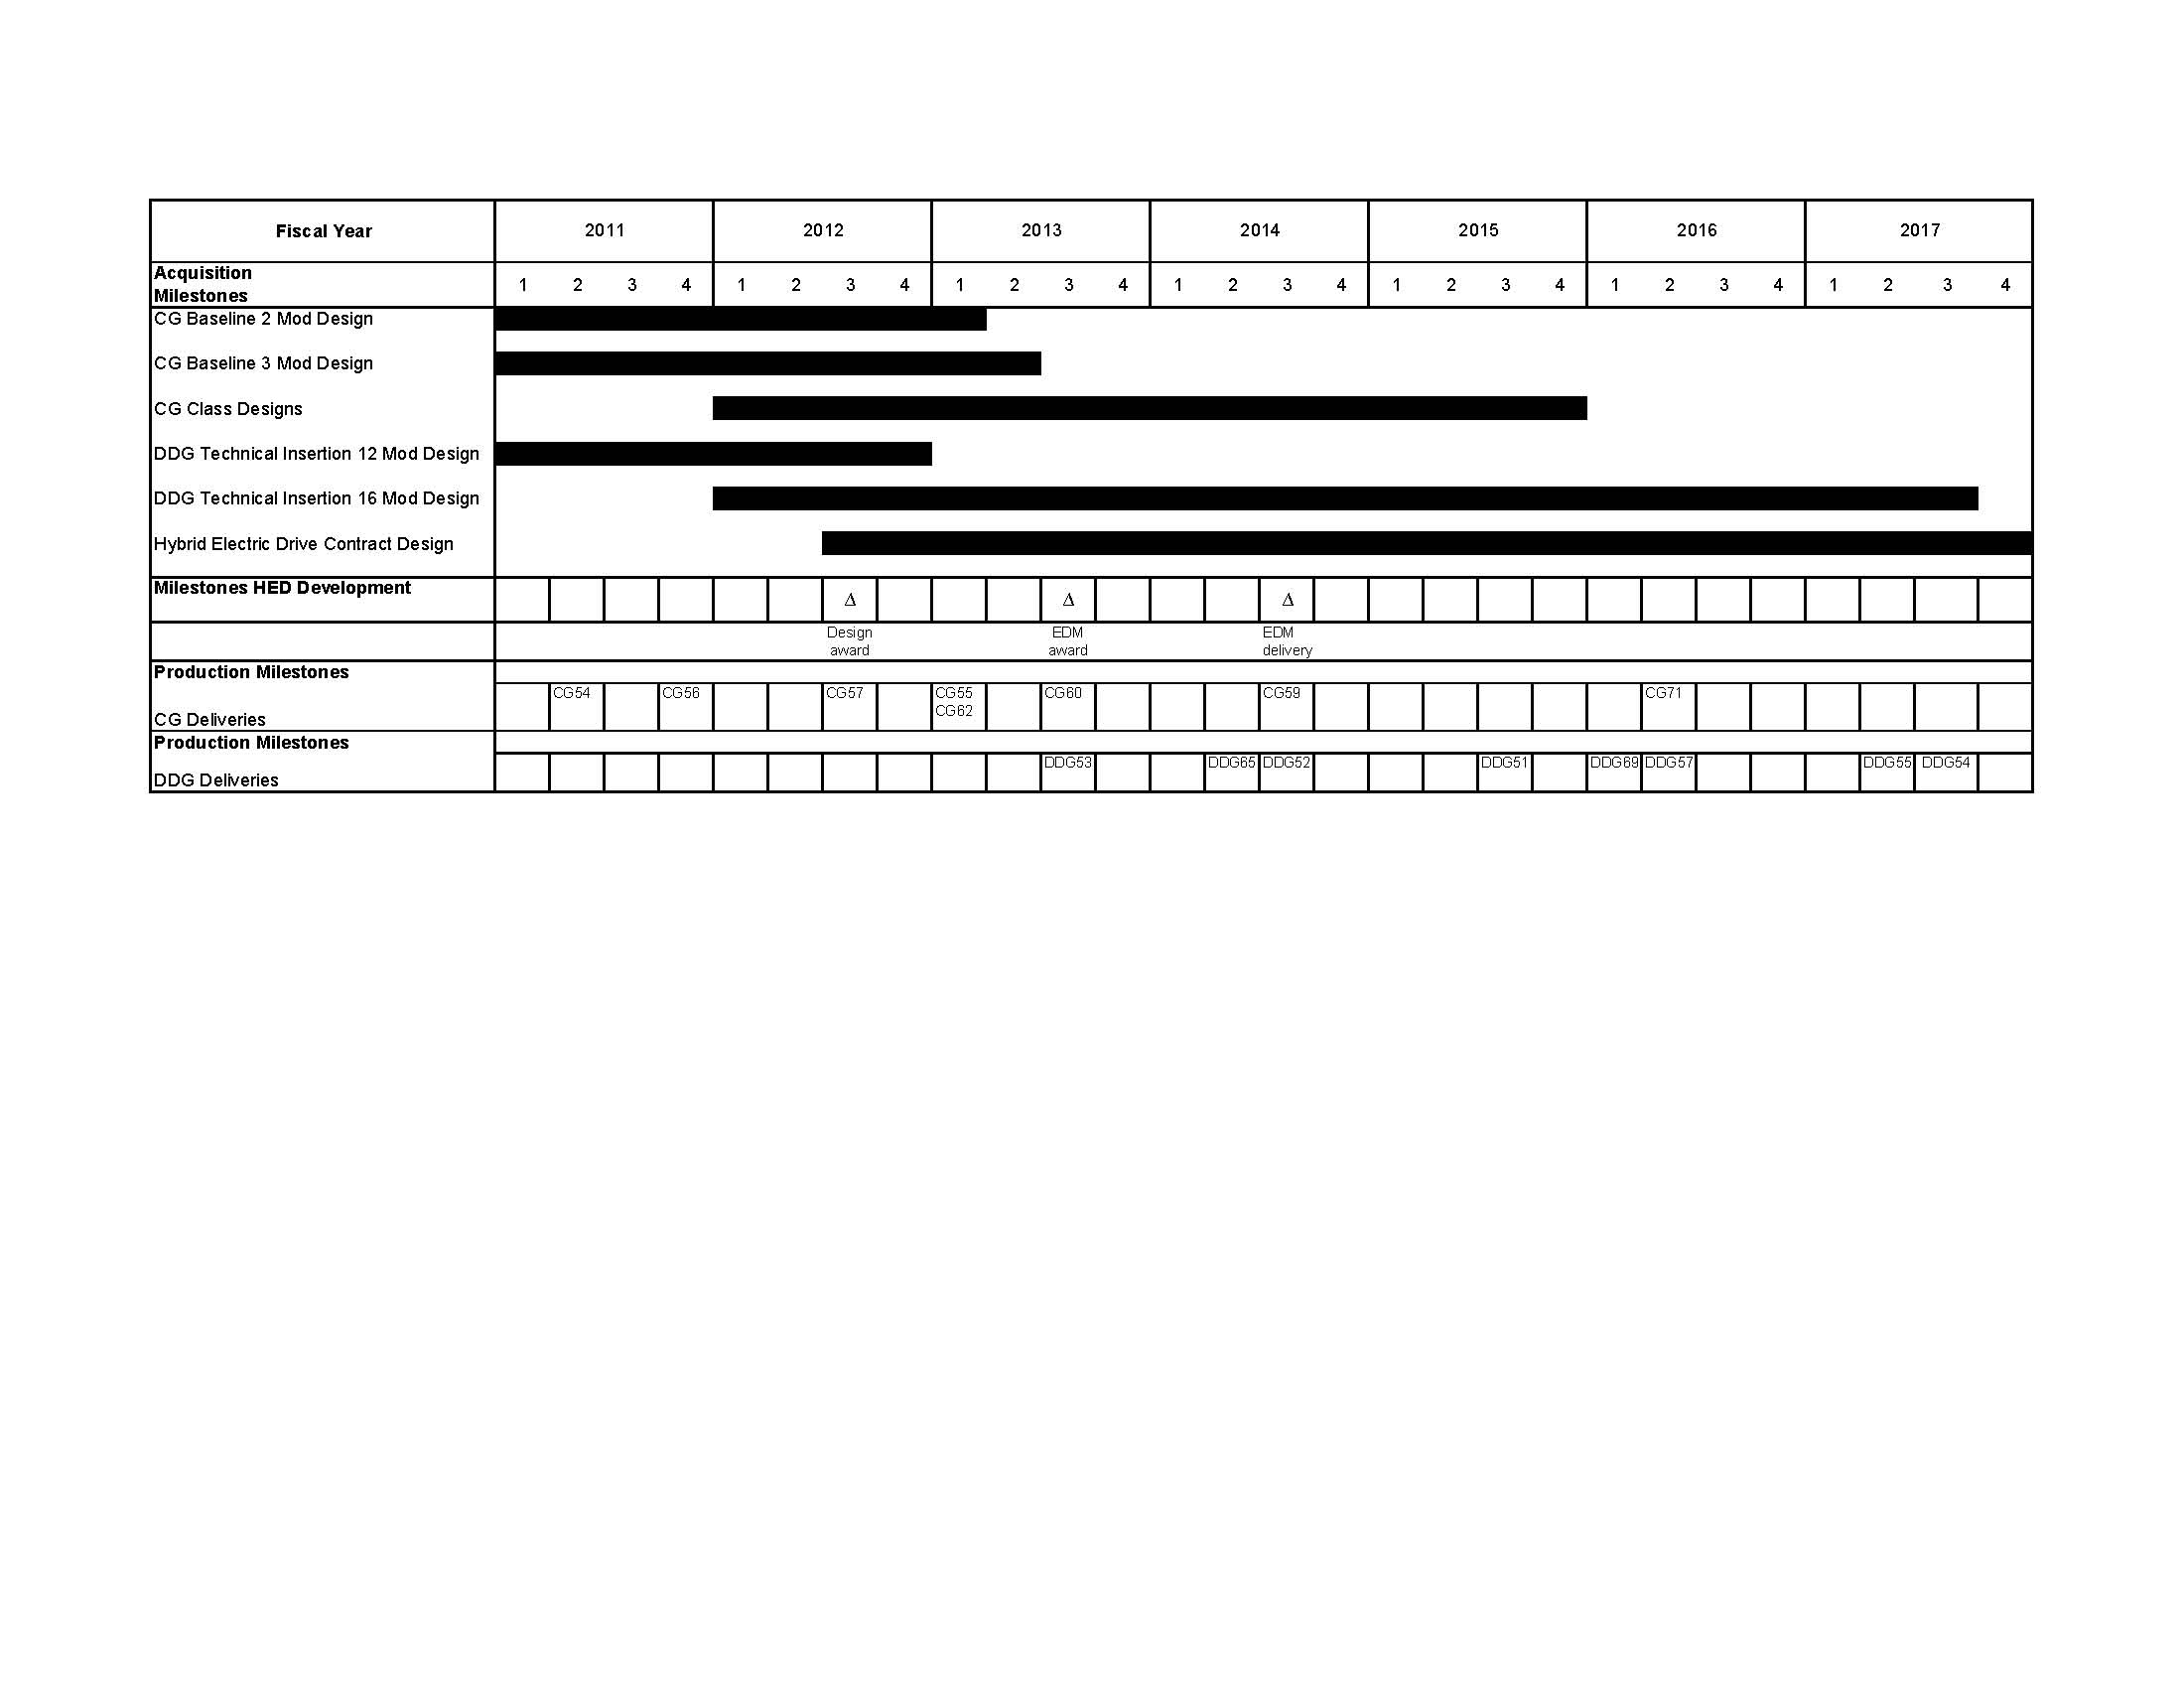 Fiscal Year 2011 2012 2013 2014 2015 2016 2017
Acquisition
Milestones 1 2 3 4 1 2 3 4 1 2 3 4 1 2 3 4 1 2 3 4 1 2 3 4 1 2 3 4
CG Baseline 2 Mod Design
CG Baseline 3 Mod Design
CG Class Designs
DDG Technical Insertion 12 Mod Design
DDG Technical Insertion 16 Mod Design
Hybrid Electric Drive Contract Design
Milestones HED Development
Δ Δ Δ
Design EDM EDM
award award delivery
Production Milestones
CG54 CG56 CG57 CG55 CG60 CG59 CG71
CG62
CG Deliveries
Production Milestones
DDG53 DDG65 DDG52 DDG51 DDG69 DDG57 DDG55 DDG54
DDG Deliveries